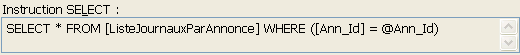 Instruction SELECT :
SELECT * FROM [ListeJournauxParAnnonce] WHERE ([Ann_Id] = @Ann_Id)